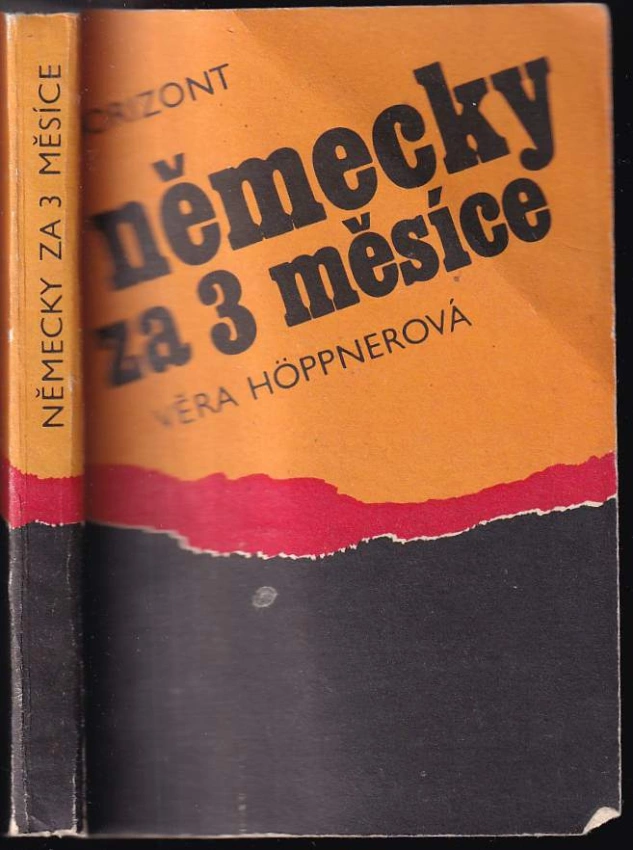 NĚMECKY ZA 3 MĚSÍCE
ORIZONT
německy
za 3 měsíce
VĚRA HÖPPNEROVÁ